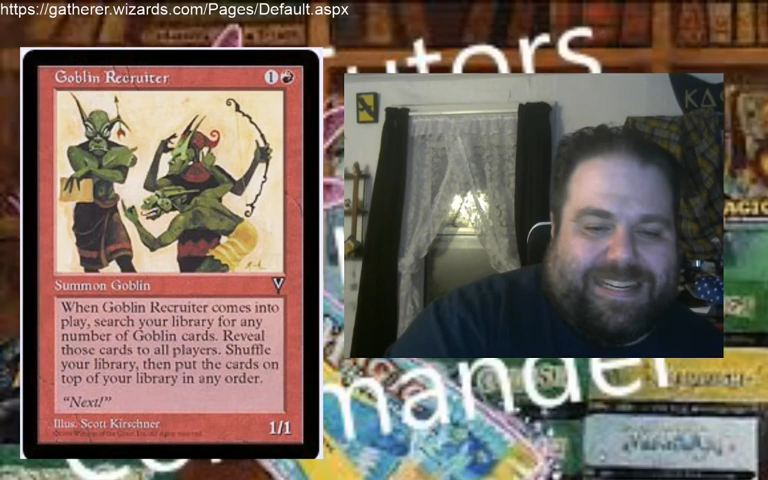 https://gatherer.wizards.com/Pages/Default.aspx
Tutors
Goblin Recruiter 1
KΔ
Summon Goblin
V
When Goblin Recruiter comes into
play, search your library for any
number of Goblin cards. Reveal
those cards to all players. Shuffle
your library, then put the cards on
top of your library in any order.
"Next!"
Illus. Scott Kirschner
1/1